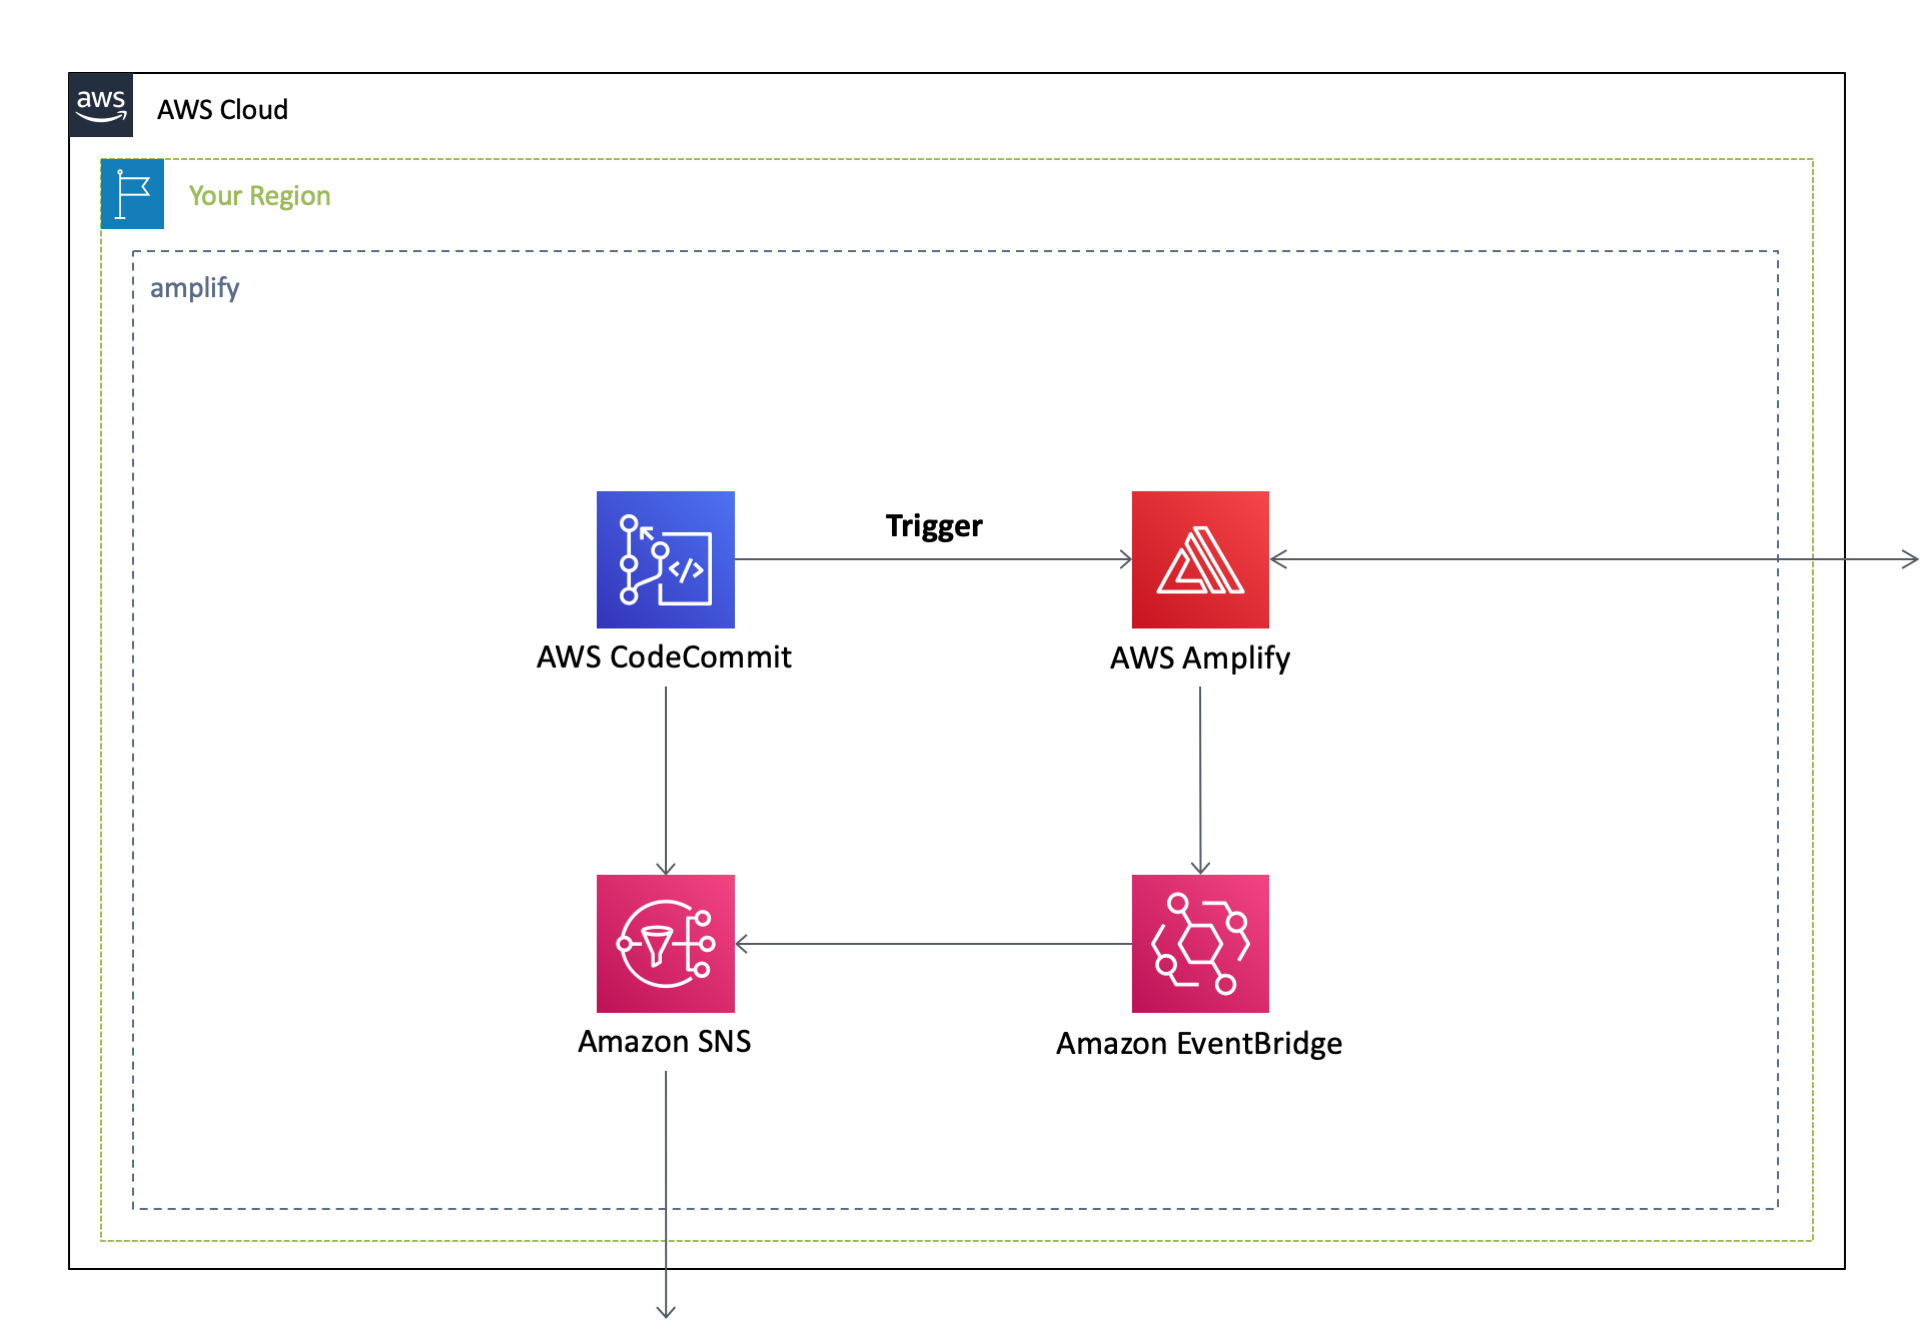 aws
AWS Cloud
Your Region
amplify
Trigger
</>
AWS CodeCommit
AWS Amplify
Amazon SNS
Amazon EventBridge